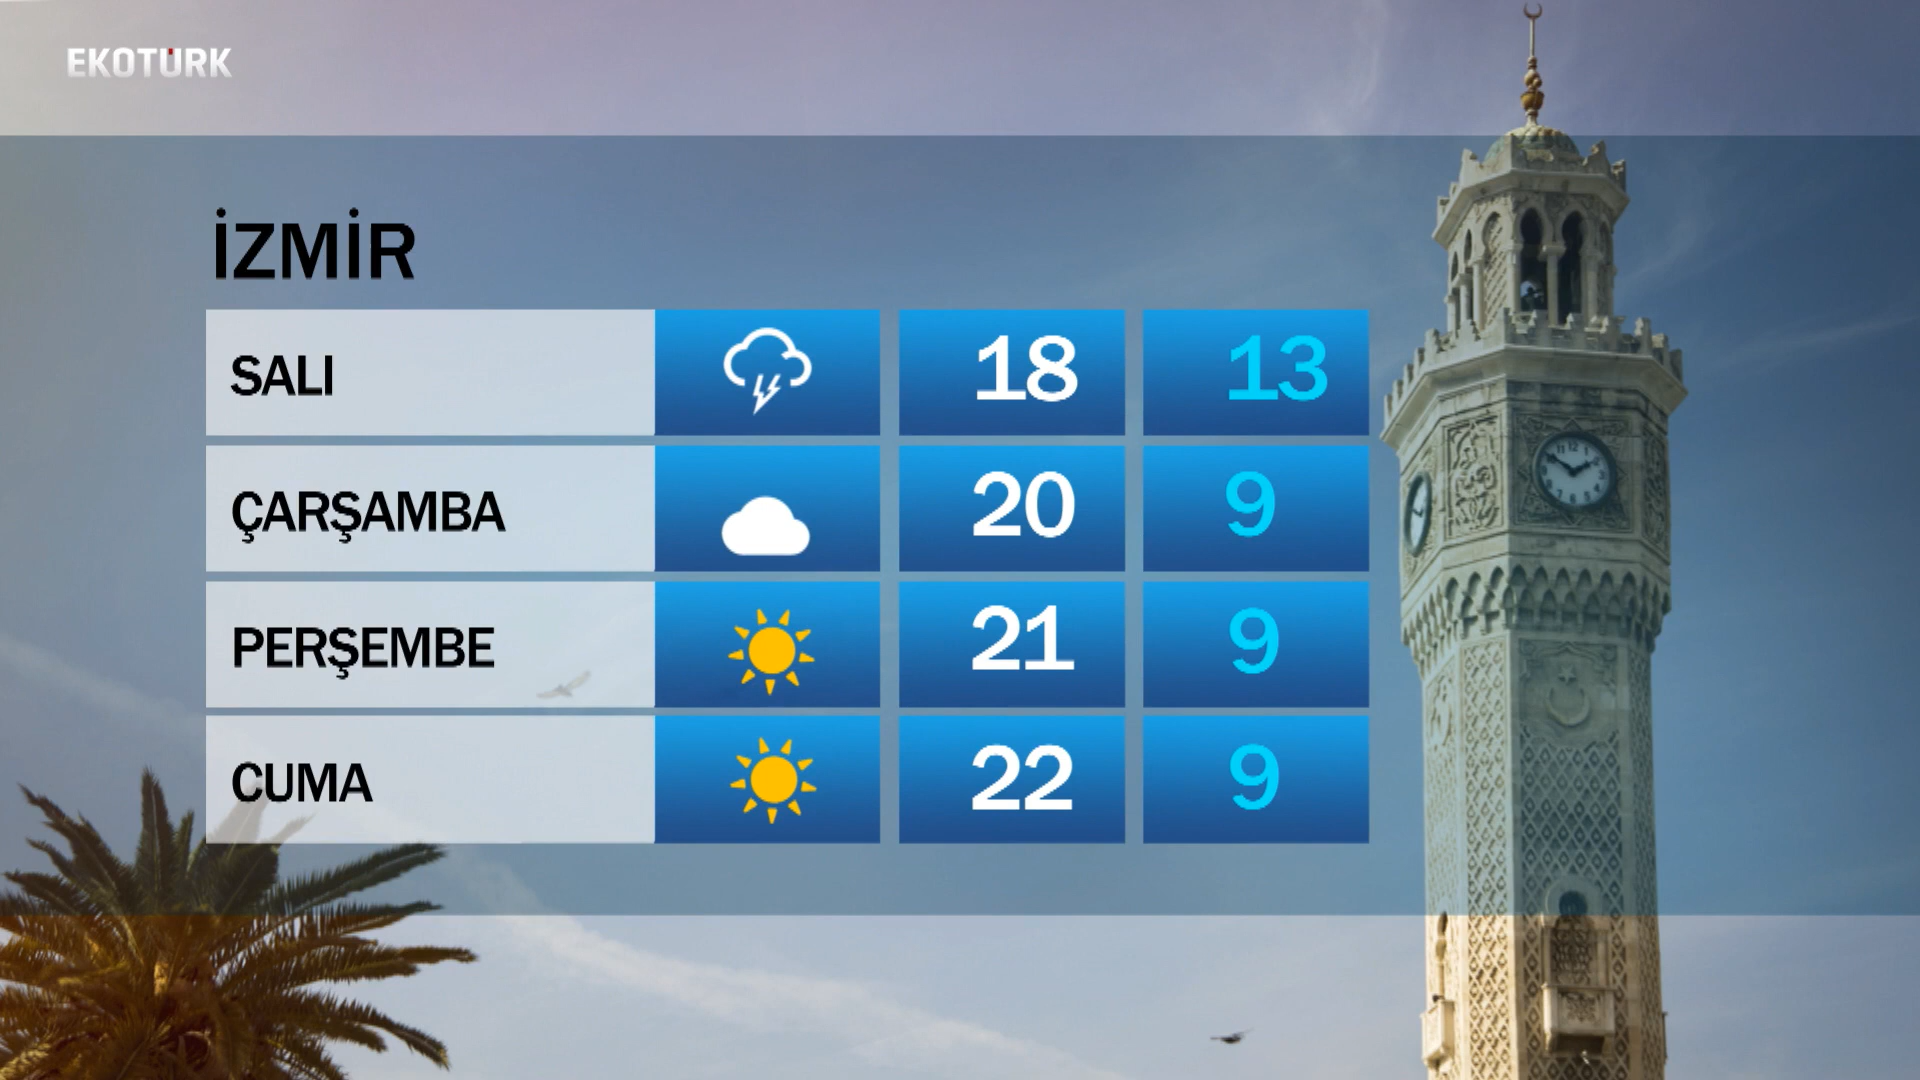 EKOTÜRK
İZMİR
SALI 18 13
ÇARŞAMBA 20 9
PERŞEMBE 21 9
CUMA 22 9